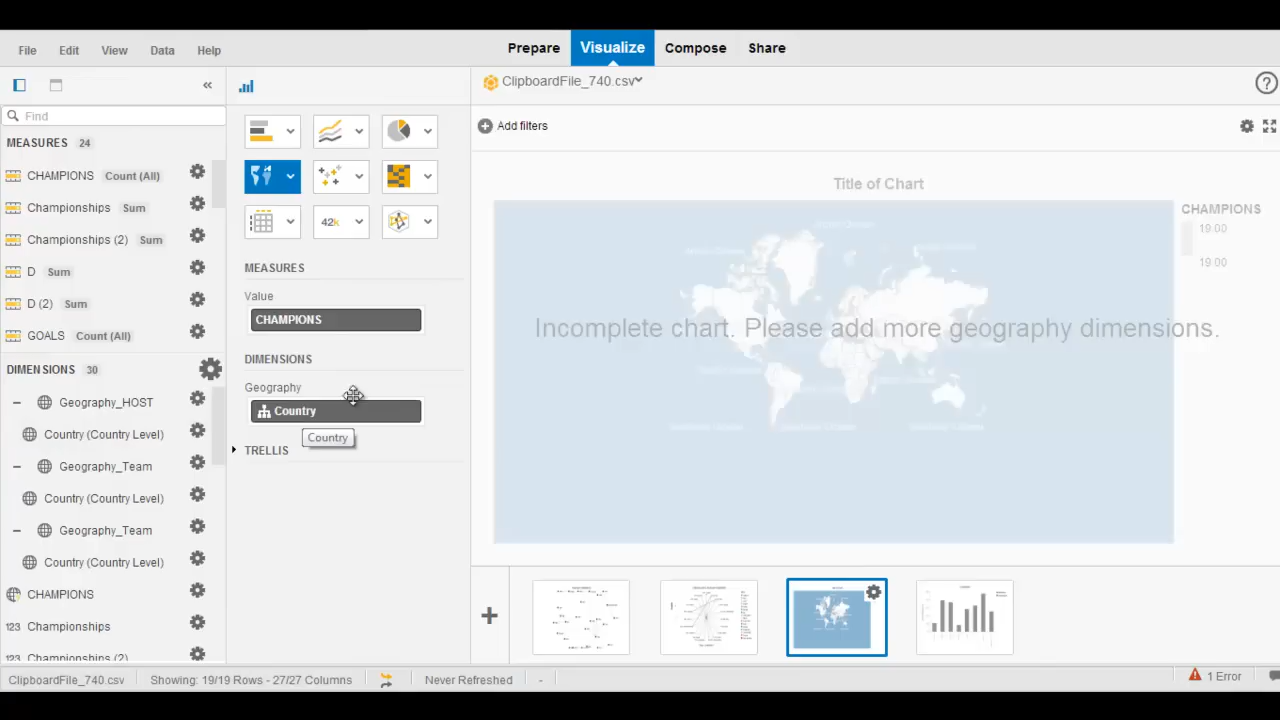 File Edit View Data Help
Prepare Visualize Compose Share
ClipboardFile_740.csv
Find
Add filters
MEASURES 24
CHAMPIONS Count (All)
Championships Sum
Championships (2) Sum
D Sum
D (2) Sum
GOALS Count (All)
DIMENSIONS 30
Geography_HOST
Country (Country Level)
Geography_Team
Country (Country Level)
Geography_Team
Country (Country Level)
CHAMPIONS
123 Championships
123 Championships (2)
42k
MEASURES
Value
CHAMPIONS
DIMENSIONS
Geography
Country
Country
TRELLIS
Title of Chart
CHAMPIONS
19.00
19.00
Incomplete chart. Please add more geography dimensions.
ClipboardFile_740.csv Showing: 19/19 Rows - 27/27 Columns Never Refreshed - 1 Error